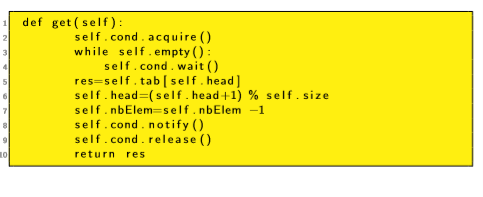 1 def get(self):
2 self.cond.acquire()
3 while self.empty():
4 self.cond.wait()
5 res=self.tab[self.head]
6 self.head=(self.head+1) % self.size
7 self.nbElem=self.nbElem −1
8 self.cond.notify()
9 self.cond.release()
10 return res